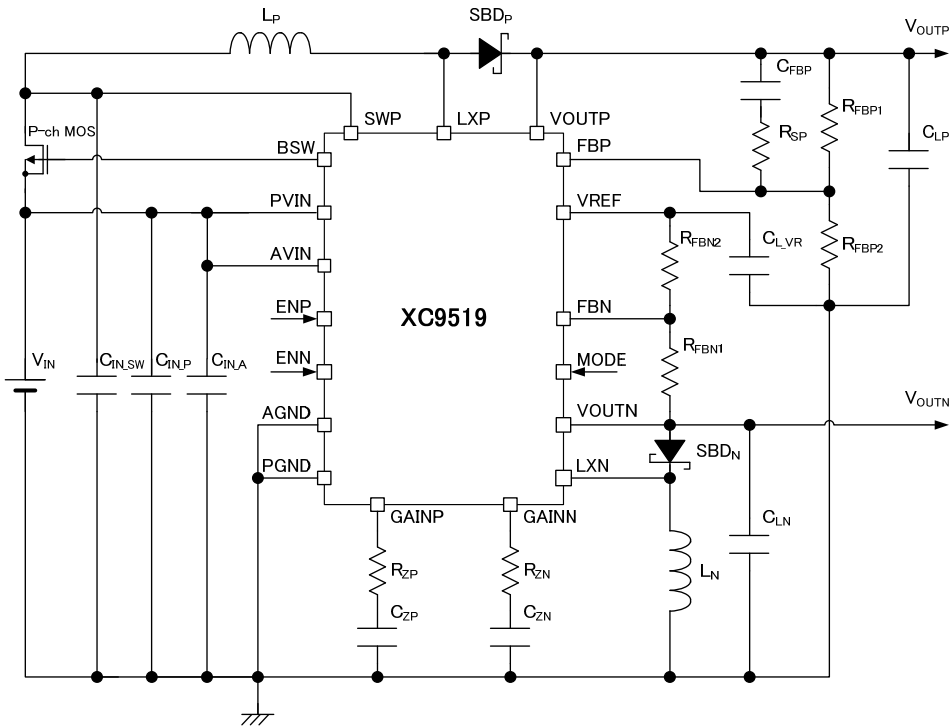 LP
SBDP
VOUTP
CFBP
P-ch MOS
SWP
LXP
VOUTP
RSP
RFBP1
CLP
BSW
FBP
PVIN
VREF
RFBN2
CL_VR
RFBP2
AVIN
ENP
XC9519
FBN
VIN
CIN_SW
CIN_P
CIN_A
ENN
MODE
RFBN1
AGND
VOUTN
VOUTN
PGND
LXN
SBDN
GAINP
GAINN
CLN
RZP
RZN
LN
CZP
CZN